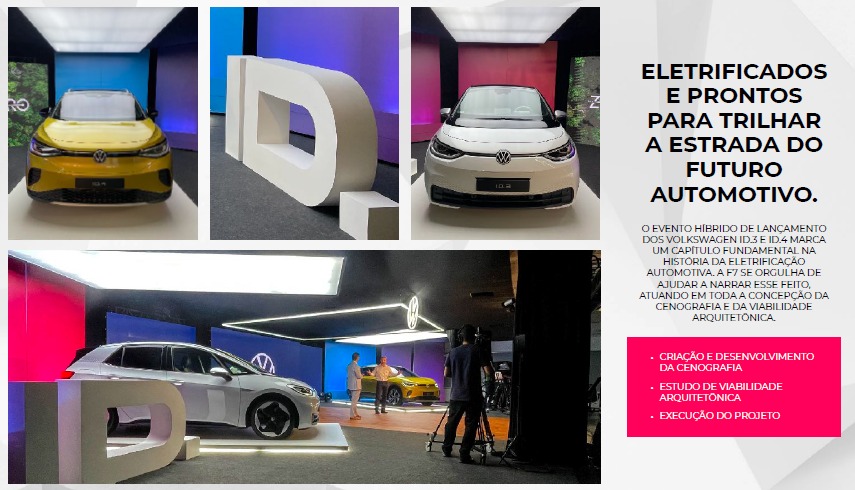 RO
ID.4
ID.
Z
ID.3
ID
ELETRIFICADOS
E PRONTOS
PARA TRILHAR
A ESTRADA DO
FUTURO
AUTOMOTIVO.
O EVENTO HÍBRIDO DE LANÇAMENTO
DOS VOLKSWAGEN ID.3 E ID.4 MARCA
UM CAPÍTULO FUNDAMENTAL NA
HISTÓRIA DA ELETRIFICAÇÃO
AUTOMOTIVA. A F7 SE ORGULHA DE
AJUDAR A NARRAR ESSE FEITO,
ATUANDO EM TODA A CONCEPÇÃO DA
CENOGRAFIA E DA VIABILIDADE
ARQUITETÔNICA.
• CRIAÇÃO E DESENVOLVIMENTO
DA CENOGRAFIA
• ESTUDO DE VIABILIDADE
ARQUITETÔNICA
• EXECUÇÃO DO PROJETO